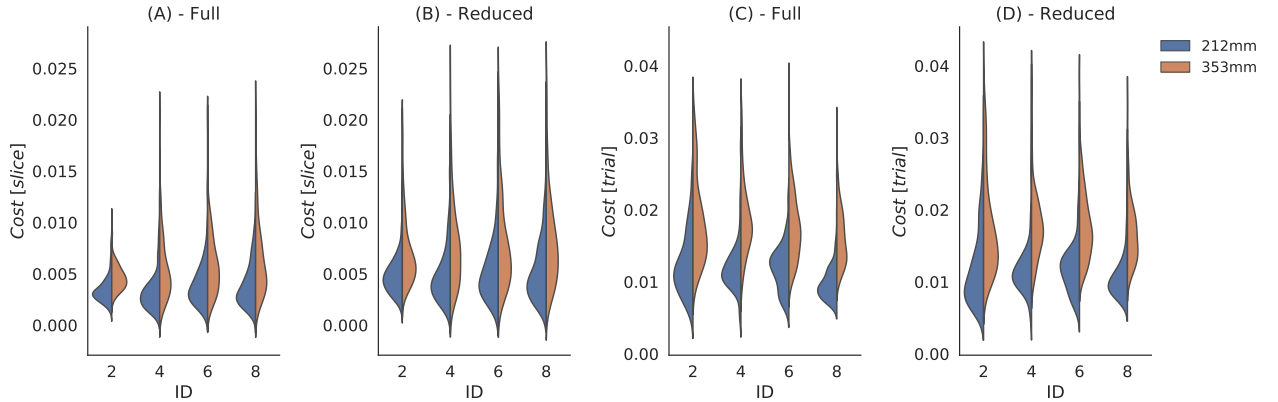 (A) - Full
(B) - Reduced
(C) - Full
(D) - Reduced
212mm
353mm
Cost [slice]
0.025
0.020
0.015
0.010
0.005
0.000
2 4 6 8
ID
Cost [slice]
0.025
0.020
0.015
0.010
0.005
0.000
2 4 6 8
ID
Cost [trial]
0.04
0.03
0.02
0.01
0.00
2 4 6 8
ID
Cost [trial]
0.04
0.03
0.02
0.01
0.00
2 4 6 8
ID